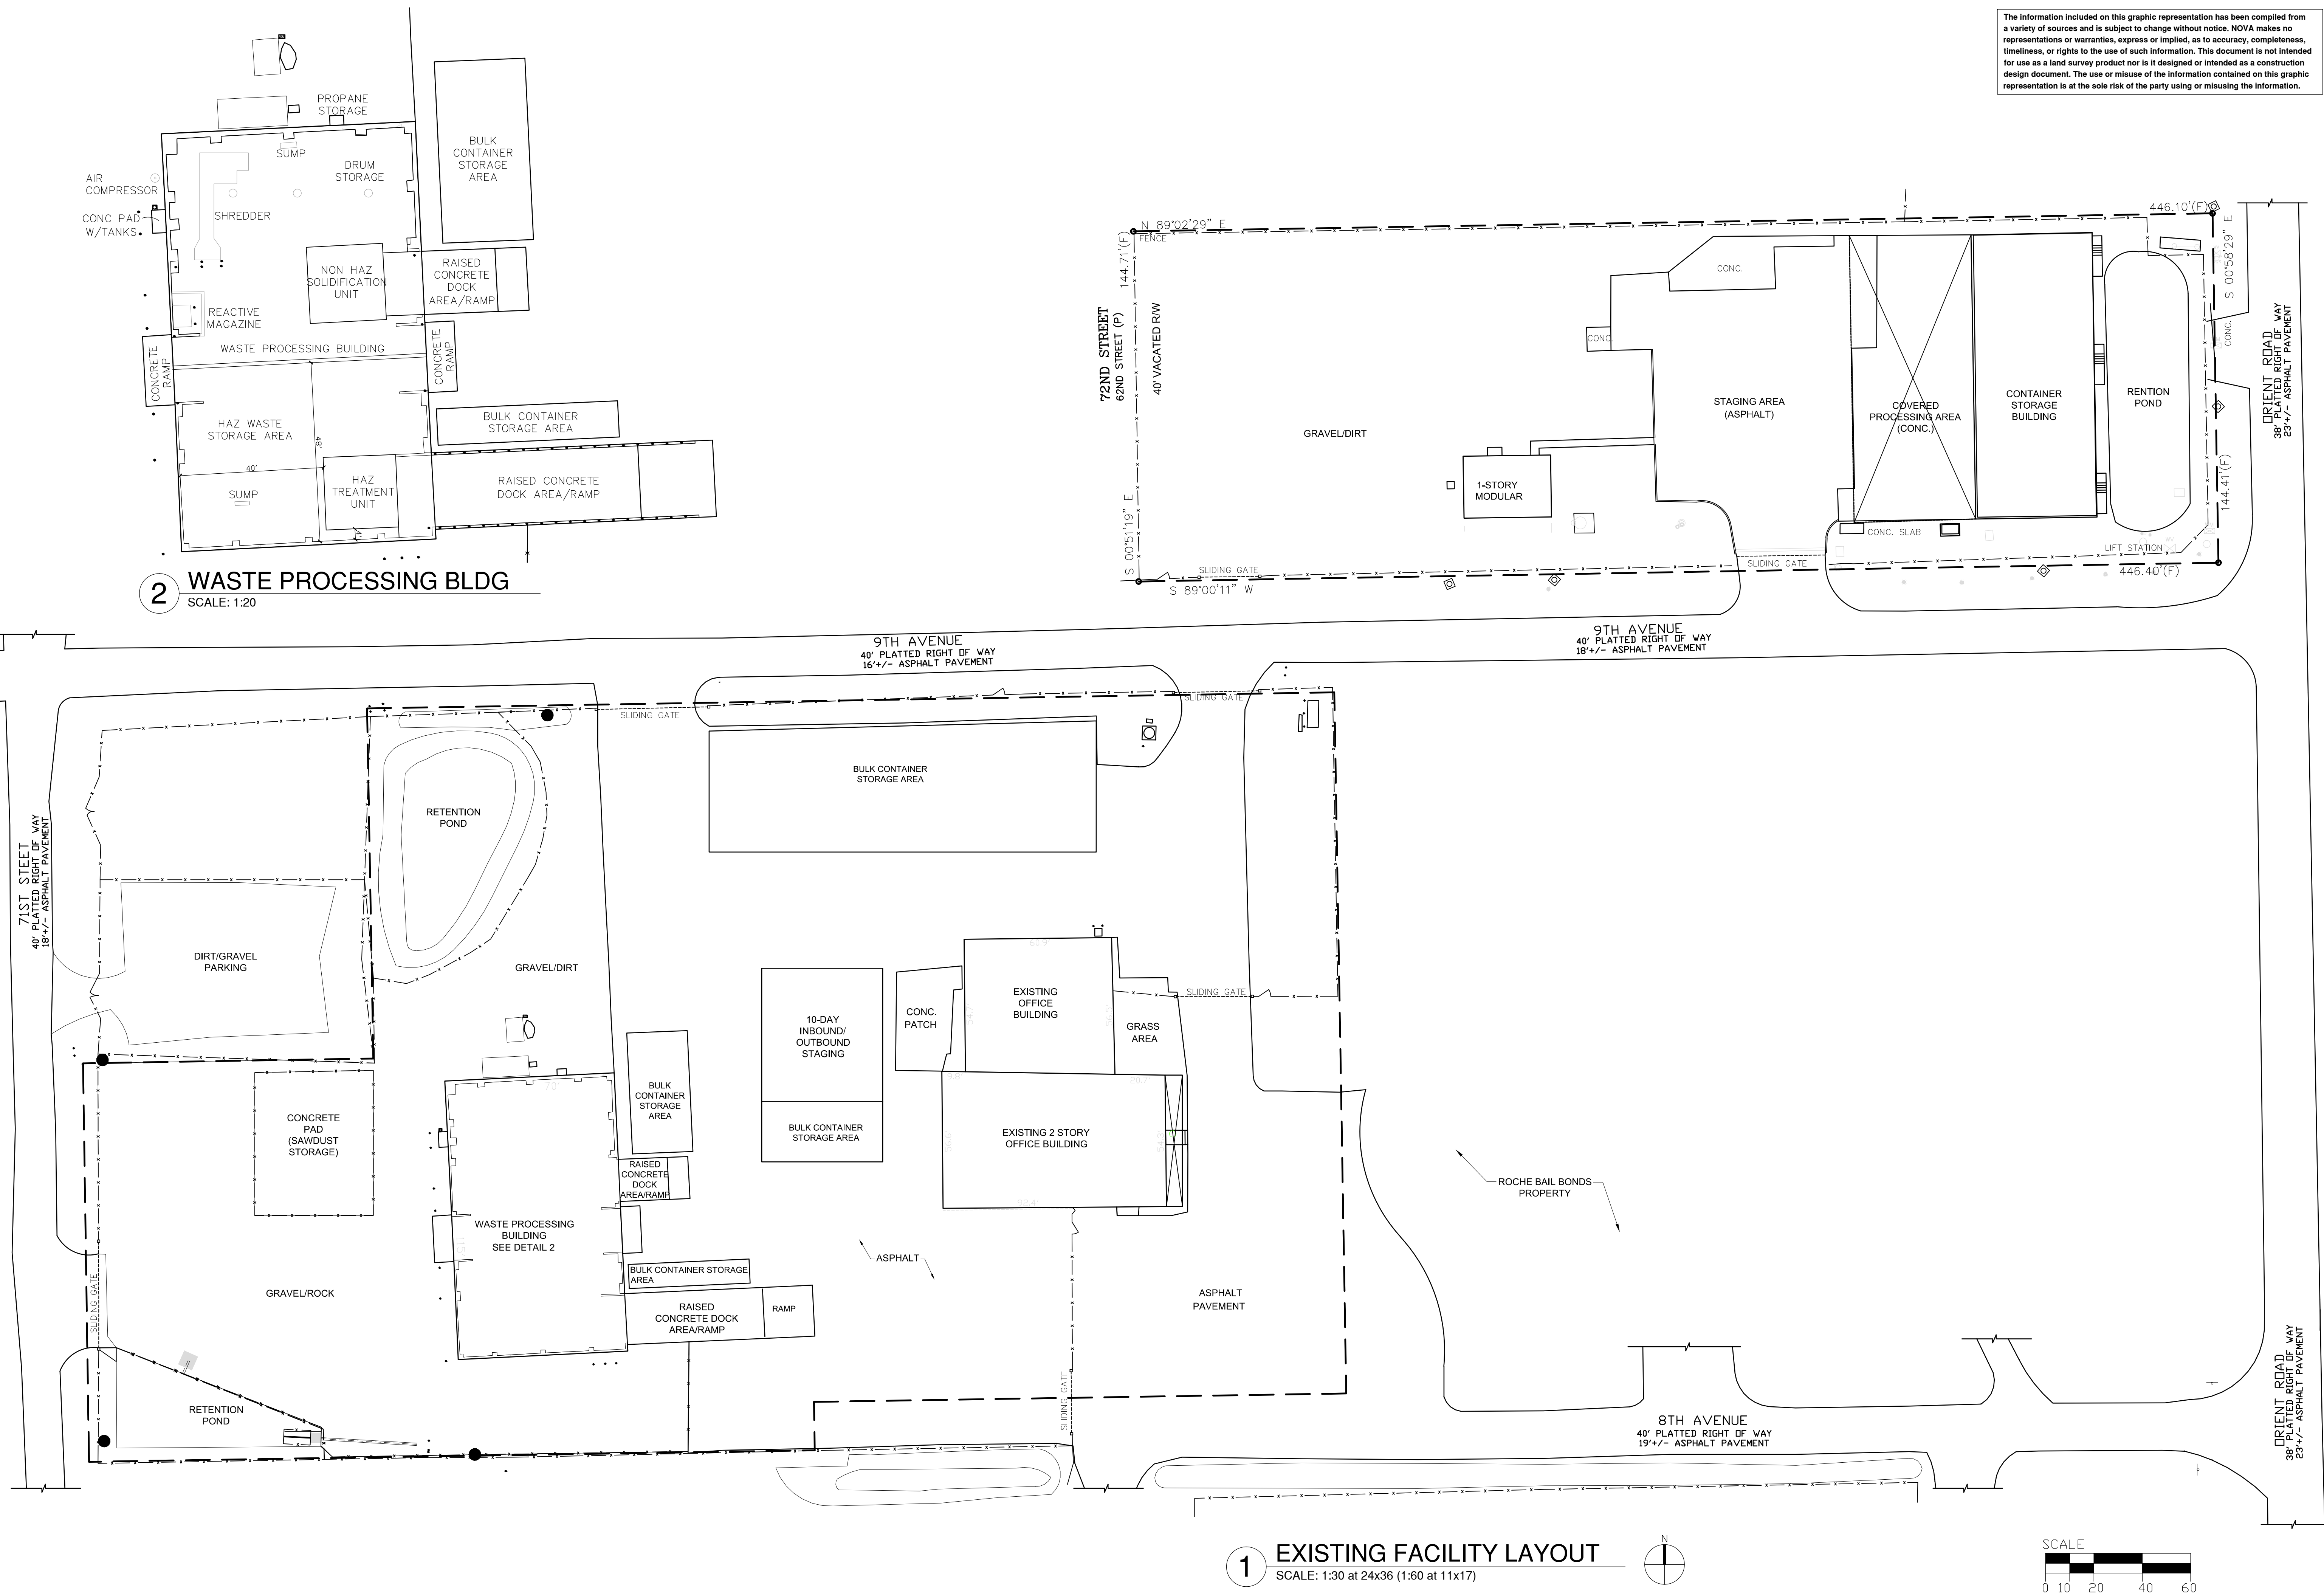 The information included on this graphic representation has been compiled from
a variety of sources and is subject to change without notice. NOVA makes no
representations or warranties, express or implied, as to accuracy, completeness,
timeliness, or rights to the use of such information. This document is not intended
for use as a land survey product nor is it designed or intended as a construction
design document. The use or misuse of the information contained on this graphic
representation is at the sole risk of the party using or misusing the information.
PROPANE
STORAGE
BULK
CONTAINER
STORAGE
AREA
SUMP
DRUM
STORAGE
AIR
COMPRESSOR
CONC PAD
W/TANKS
SHREDDER
NON HAZ
SOLIDIFICATION
UNIT
RAISED
CONCRETE
DOCK
AREA/RAMP
REACTIVE
MAGAZINE
WASTE PROCESSING BUILDING
CONCRETE
RAMP
CONCRETE
RAMP
HAZ WASTE
STORAGE AREA
48'
40'
BULK CONTAINER
STORAGE AREA
SUMP
HAZ
TREATMENT
UNIT
4'
RAISED CONCRETE
DOCK AREA/RAMP
2
WASTE PROCESSING BLDG
SCALE: 1:20
N 89°02'29" E
FENCE
446.10'(F)
144.71'(F)
S 00°58'29" E
72ND STREET
62ND STREET (P)
40' VACATED R/W
CONC.
CONC.
CONC.
GRAVEL/DIRT
STAGING AREA
(ASPHALT)
COVERED
PROCESSING AREA
(CONC.)
CONTAINER
STORAGE
BUILDING
RENTION
POND
ORIENT ROAD
38' PLATTED RIGHT OF WAY
23'+/- ASPHALT PAVEMENT
1-STORY
MODULAR
144.41'(F)
S 00°51'19" E
CONC. SLAB
LIFT STATION
SLIDING GATE
SLIDING GATE
446.40'(F)
S 89°00'11" W
9TH AVENUE
40' PLATTED RIGHT OF WAY
16'+/- ASPHALT PAVEMENT
9TH AVENUE
40' PLATTED RIGHT OF WAY
18'+/- ASPHALT PAVEMENT
SLIDING GATE
SLIDING GATE
BULK CONTAINER
STORAGE AREA
RETENTION
POND
71ST STEET
40' PLATTED RIGHT OF WAY
18'+/- ASPHALT PAVEMENT
DIRT/GRAVEL
PARKING
GRAVEL/DIRT
CONC.
PATCH
EXISTING
OFFICE
BUILDING
SLIDING GATE
GRASS
AREA
10-DAY
INBOUND/
OUTBOUND
STAGING
BULK CONTAINER
STORAGE AREA
EXISTING 2 STORY
OFFICE BUILDING
70'
BULK
CONTAINER
STORAGE
AREA
CONCRETE
PAD
(SAWDUST
STORAGE)
RAISED
CONCRETE
DOCK
AREA/RAMP
WASTE PROCESSING
BUILDING
SEE DETAIL 2
ROCHE BAIL BONDS
PROPERTY
ASPHALT
BULK CONTAINER STORAGE
AREA
GRAVEL/ROCK
SLIDING GATE
RAISED
CONCRETE DOCK
AREA/RAMP
RAMP
ASPHALT
PAVEMENT
SLIDING GATE
RETENTION
POND
8TH AVENUE
40' PLATTED RIGHT OF WAY
19'+/- ASPHALT PAVEMENT
ORIENT ROAD
38' PLATTED RIGHT OF WAY
23'+/- ASPHALT PAVEMENT
1
EXISTING FACILITY LAYOUT
SCALE: 1:30 at 24x36 (1:60 at 11x17)
N
SCALE
0 10 20 40 60